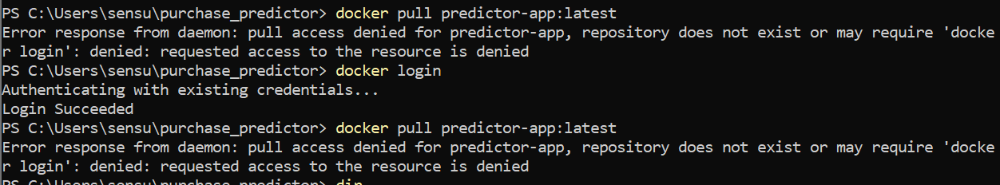 PS C:\Users\sensu\purchase_predictor> docker pull predictor-app:latest
Error response from daemon: pull access denied for predictor-app, repository does not exist or may require 'docke
r login': denied: requested access to the resource is denied
PS C:\Users\sensu\purchase_predictor> docker login
Authenticating with existing credentials...
Login Succeeded
PS C:\Users\sensu\purchase_predictor> docker pull predictor-app:latest
Error response from daemon: pull access denied for predictor-app, repository does not exist or may require 'docke
r login': denied: requested access to the resource is denied
PS C:\Users\sensu\purchase_predictor>